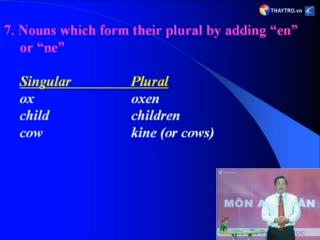 THAYTRO.vn
7. Nouns which form their plural by adding “en”
or “ne”
Singular Plural
ox oxen
child children
cow kine (or cows)
MÔN